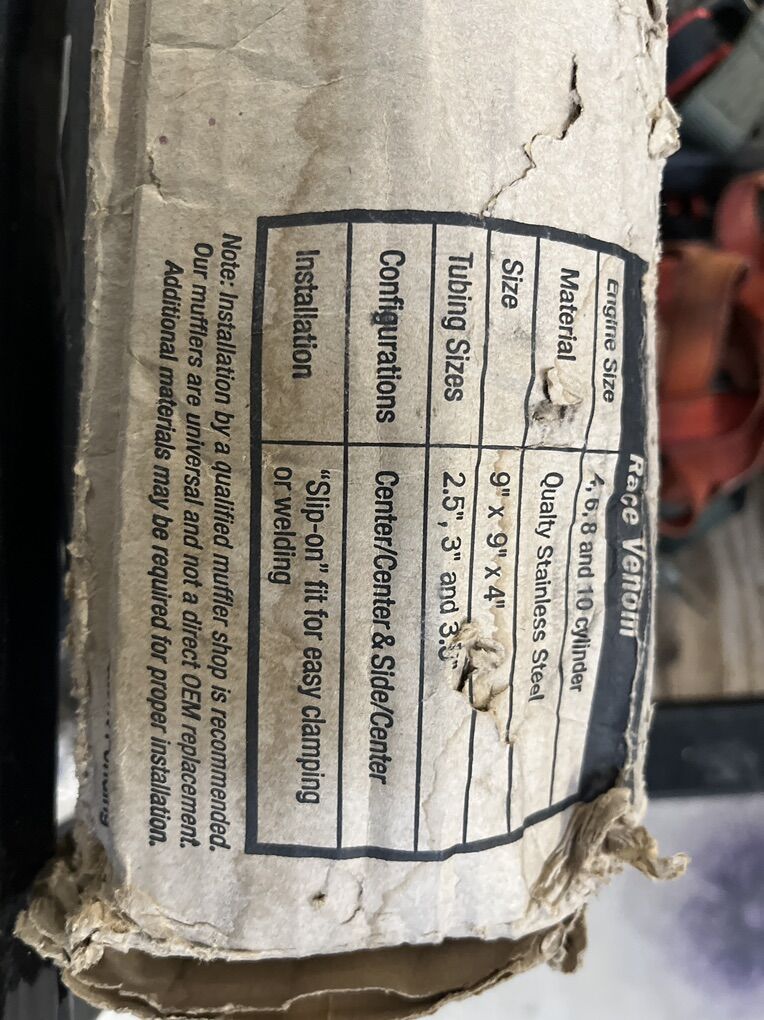 Race Venom
Engine Size 4, 6, 8 and 10 cylinder
Material Qualty Stainless Steel
Size 9" x 9" x 4"
Tubing Sizes 2.5", 3" and 3.5"
Configurations Center/Center & Side/Center
Installation "Slip-on" fit for easy clamping
or welding
Note: Installation by a qualified muffler shop is recommended.
Our mufflers are universal and not a direct OEM replacement.
Additional materials may be required for proper installation.